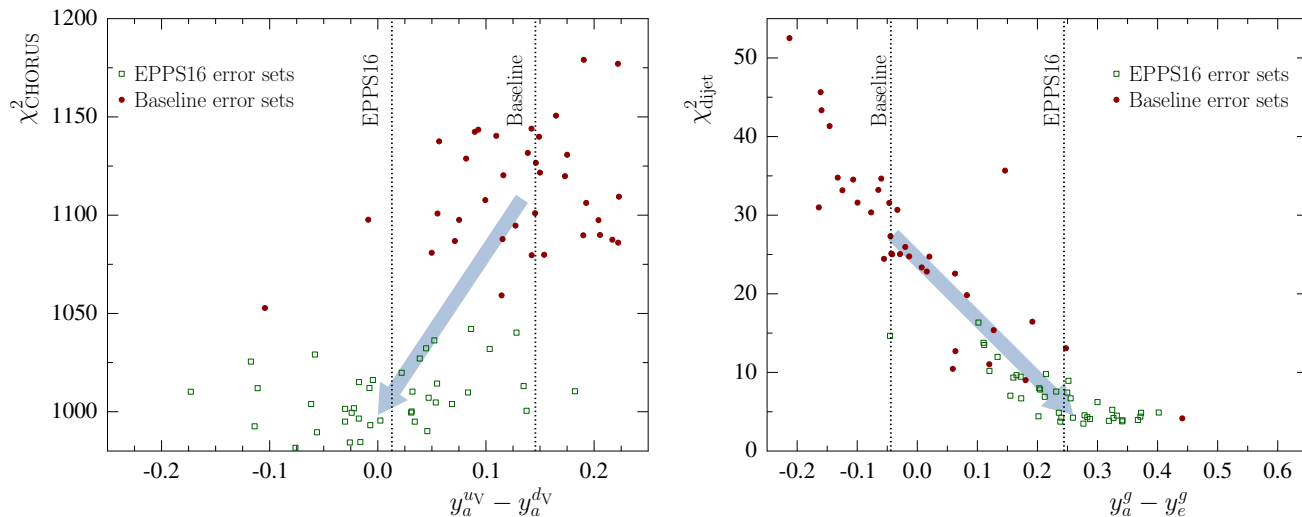 1200
1150
1100
1050
1000
χ²CHORUS
EPPS16 error sets
Baseline error sets
EPPS16
Baseline
-0.2
-0.1
0.0
0.1
0.2
y_a^{u_V} − y_a^{d_V}
50
40
30
20
10
0
χ²dijet
Baseline
EPPS16
EPPS16 error sets
Baseline error sets
-0.2
-0.1
0.0
0.1
0.2
0.3
0.4
0.5
0.6
y_a^g − y_e^g